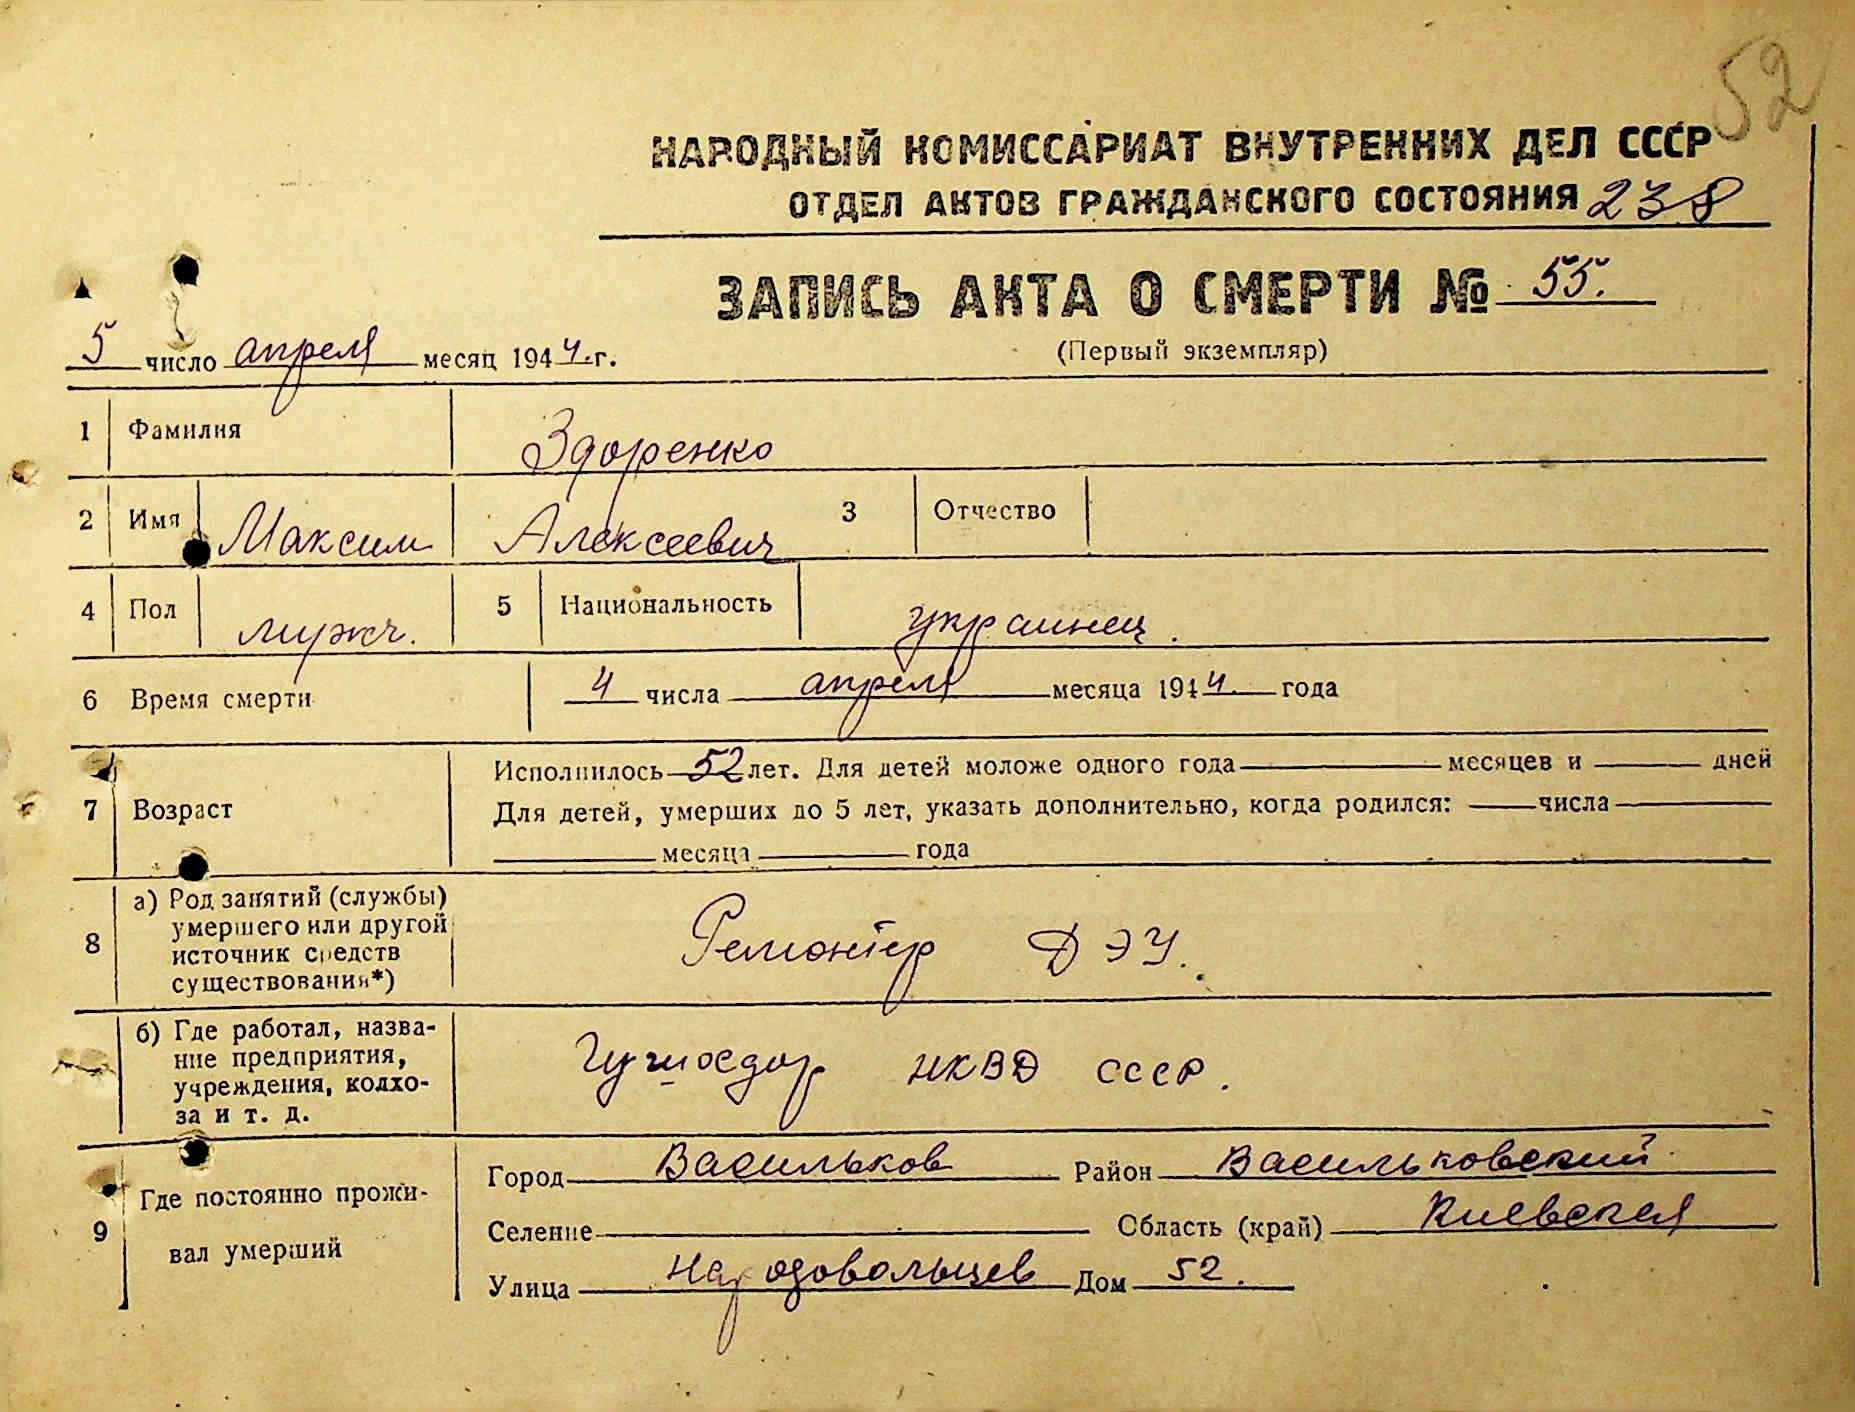 52
НАРОДНЫЙ КОМИССАРИАТ ВНУТРЕННИХ ДЕЛ СССР
ОТДЕЛ АКТОВ ГРАЖДАНСКОГО СОСТОЯНИЯ 238
ЗАПИСЬ АКТА О СМЕРТИ № 55.
5 число апреля месяц 1944 г.
(Первый экземпляр)
1 Фамилия Здоренко
2 Имя Максим Алексеевич 3 Отчество
4 Пол мужч. 5 Национальность украинец.
6 Время смерти 4 числа апреля месяца 1944 года
7 Возраст
Исполнилось 52 лет. Для детей моложе одного года месяцев и дней
Для детей, умерших до 5 лет, указать дополнительно, когда родился: числа
месяца года
8 а) Род занятий (службы)
умершего или другой
источник средств
существования*)
Ремонтер ДЭУ.
б) Где работал, назва-
ние предприятия,
учреждения, колхо-
за и т. д.
Гушосдор НКВД СССР.
9 Где постоянно прожи-
вал умерший
Город Васильков Район Васильковский
Селение Область (край) Киевская
Улица Народовольцев Дом 52.